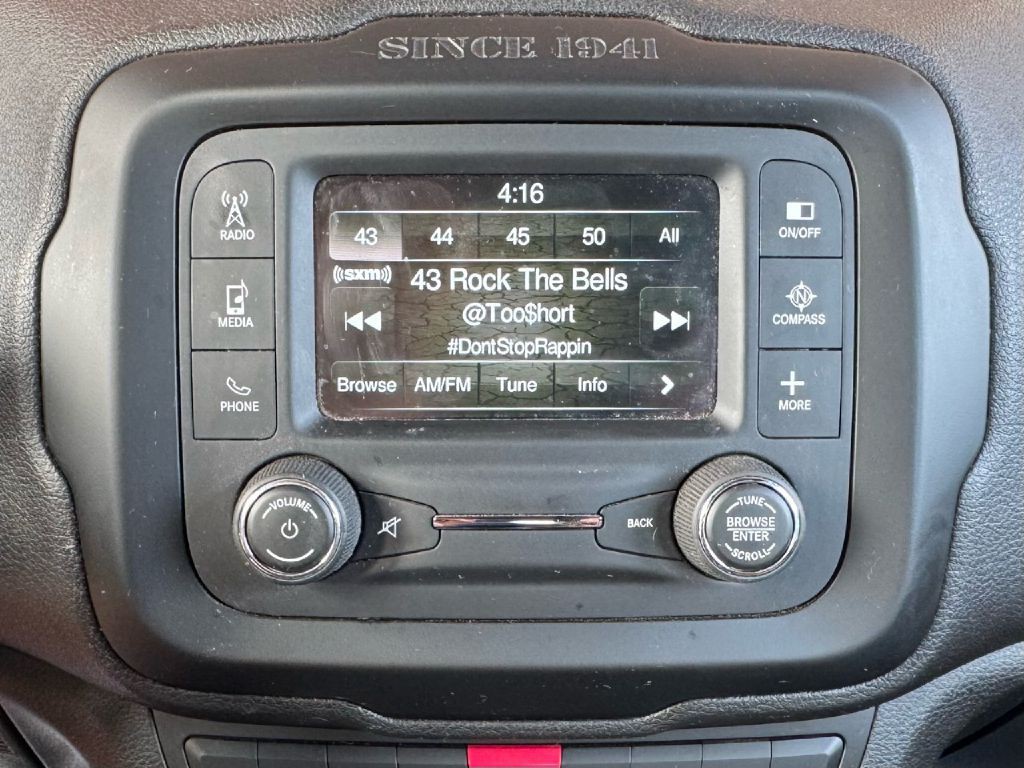 SINCE 1941
4:16
43 44 45 50 All
((sxm)) 43 Rock The Bells
@Too$hort
#DontStopRappin
Browse AM/FM Tune Info
RADIO
MEDIA
PHONE
ON/OFF
N
COMPASS
MORE
VOLUME
BACK
TUNE
BROWSE
ENTER
SCROLL